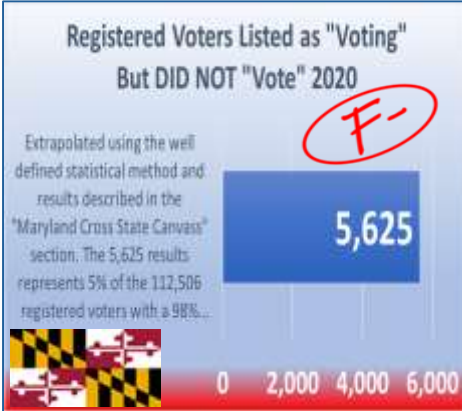 Registered Voters Listed as "Voting"
But DID NOT "Vote" 2020
F-
Extrapolated using the well
defined statistical method and
results described in the
"Maryland Cross State Canvass"
section. The 5,625 results
represents 5% of the 112,506
registered voters with a 98%...
5,625
0 2,000 4,000 6,000